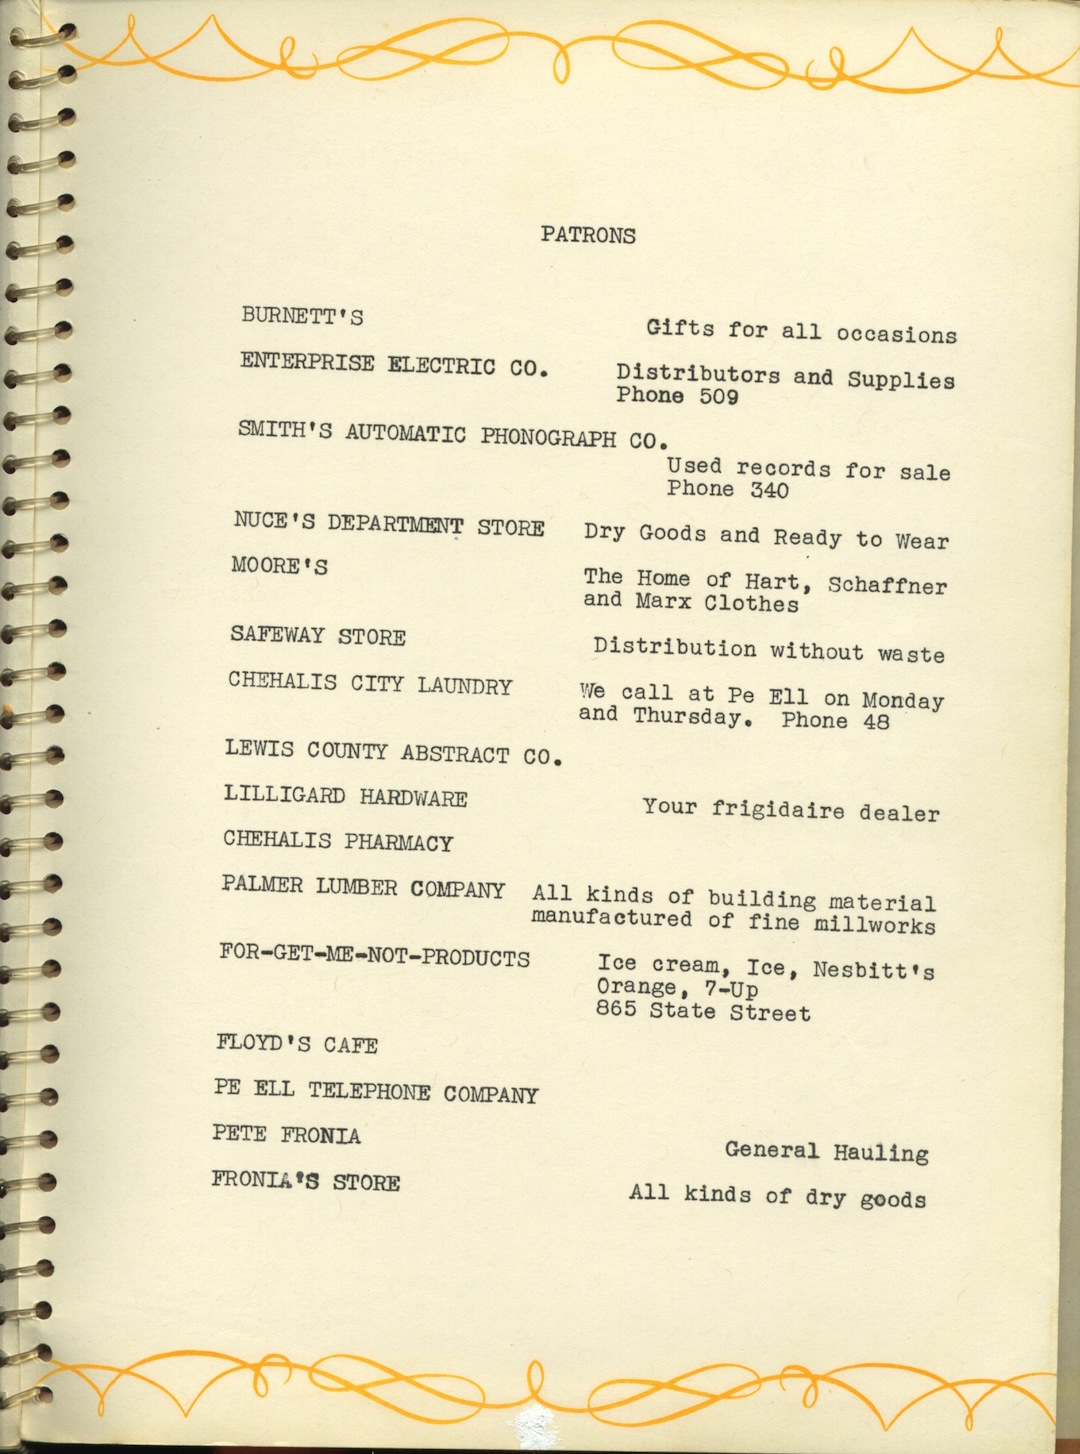 PATRONS
BURNETT'S Gifts for all occasions
ENTERPRISE ELECTRIC CO. Distributors and Supplies
Phone 509
SMITH'S AUTOMATIC PHONOGRAPH CO.
Used records for sale
Phone 340
NUCE'S DEPARTMENT STORE Dry Goods and Ready to Wear
MOORE'S The Home of Hart, Schaffner
and Marx Clothes
SAFEWAY STORE Distribution without waste
CHEHALIS CITY LAUNDRY We call at Pe Ell on Monday
and Thursday. Phone 48
LEWIS COUNTY ABSTRACT CO.
LILLIGARD HARDWARE Your frigidaire dealer
CHEHALIS PHARMACY
PALMER LUMBER COMPANY All kinds of building material
manufactured of fine millworks
FOR-GET-ME-NOT-PRODUCTS Ice cream, Ice, Nesbitt's
Orange, 7-Up
865 State Street
FLOYD'S CAFE
PE ELL TELEPHONE COMPANY
PETE FRONIA General Hauling
FRONIA'S STORE All kinds of dry goods